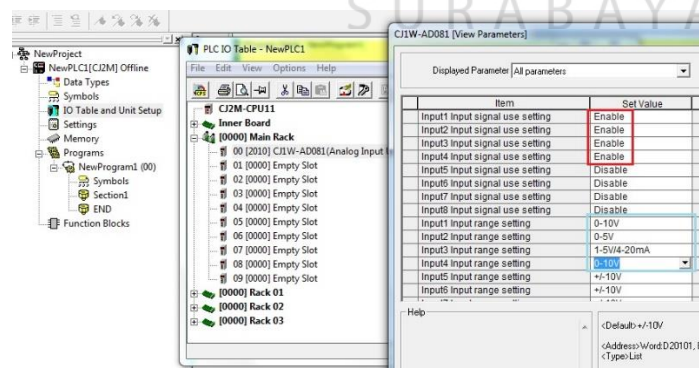 SURABAYA
NewProject
NewPLC1[CJ2M] Offline
Data Types
Symbols
IO Table and Unit Setup
Settings
Memory
Programs
NewProgram1 (00)
Symbols
Section1
END
Function Blocks
PLC IO Table - NewPLC1
File Edit View Options Help
CJ2M-CPU11
Inner Board
[0000] Main Rack
00 [2010] CJ1W-AD081(Analog Input
01 [0000] Empty Slot
02 [0000] Empty Slot
03 [0000] Empty Slot
04 [0000] Empty Slot
05 [0000] Empty Slot
06 [0000] Empty Slot
07 [0000] Empty Slot
08 [0000] Empty Slot
09 [0000] Empty Slot
[0000] Rack 01
[0000] Rack 02
[0000] Rack 03
CJ1W-AD081 [View Parameters]
Displayed Parameter All parameters
Item Set Value
Input1 Input signal use setting Enable
Input2 Input signal use setting Enable
Input3 Input signal use setting Enable
Input4 Input signal use setting Enable
Input5 Input signal use setting Disable
Input6 Input signal use setting Disable
Input7 Input signal use setting Disable
Input8 Input signal use setting Disable
Input1 Input range setting 0-10V
Input2 Input range setting 0-5V
Input3 Input range setting 1-5V/4-20mA
Input4 Input range setting 0-10V
Input5 Input range setting +/-10V
Input6 Input range setting +/-10V
Help
<Default> +/-10V
<Address>Word:D20101,
<Type>List